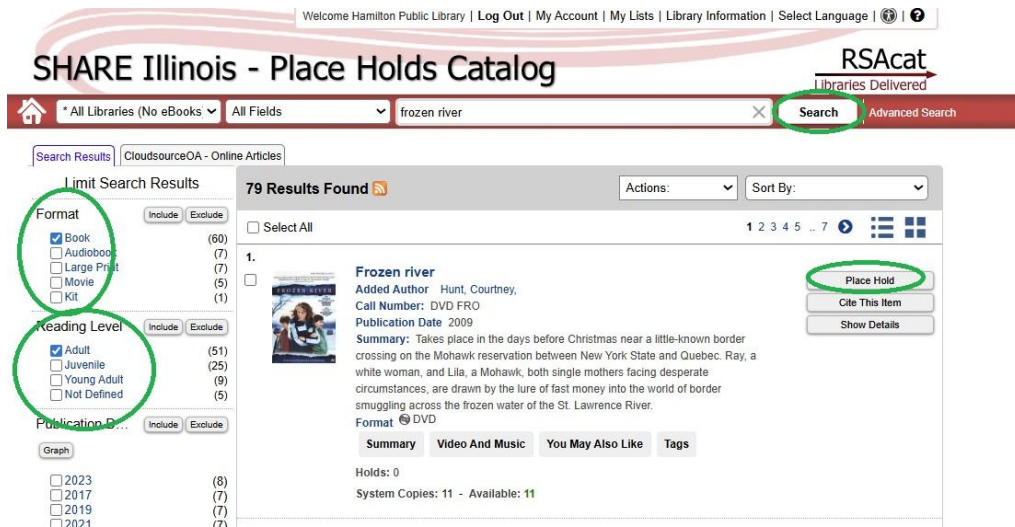 Welcome Hamilton Public Library | Log Out | My Account | My Lists | Library Information | Select Language | |
SHARE Illinois - Place Holds Catalog
RSAcat
Libraries Delivered
* All Libraries (No eBooks
All Fields
frozen river
Search
Advanced Search
Search Results
CloudsourceOA - Online Articles
Limit Search Results
Format
Include
Exclude
Book (60)
Audiobook (7)
Large Print (7)
Movie (5)
Kit (1)
Reading Level
Include
Exclude
Adult (51)
Juvenile (25)
Young Adult (9)
Not Defined (5)
Publication D...
Include
Exclude
Graph
2023 (8)
2017 (7)
2019 (7)
2021 (7)
79 Results Found
Actions:
Sort By:
Select All
1 2 3 4 5 .. 7
1.
FROZEN RIVER
Frozen river
Added Author Hunt, Courtney,
Call Number: DVD FRO
Publication Date 2009
Summary: Takes place in the days before Christmas near a little-known border
crossing on the Mohawk reservation between New York State and Quebec. Ray, a
white woman, and Lila, a Mohawk, both single mothers facing desperate
circumstances, are drawn by the lure of fast money into the world of border
smuggling across the frozen water of the St. Lawrence River.
Format DVD
Summary
Video And Music
You May Also Like
Tags
Holds: 0
System Copies: 11 - Available: 11
Place Hold
Cite This Item
Show Details